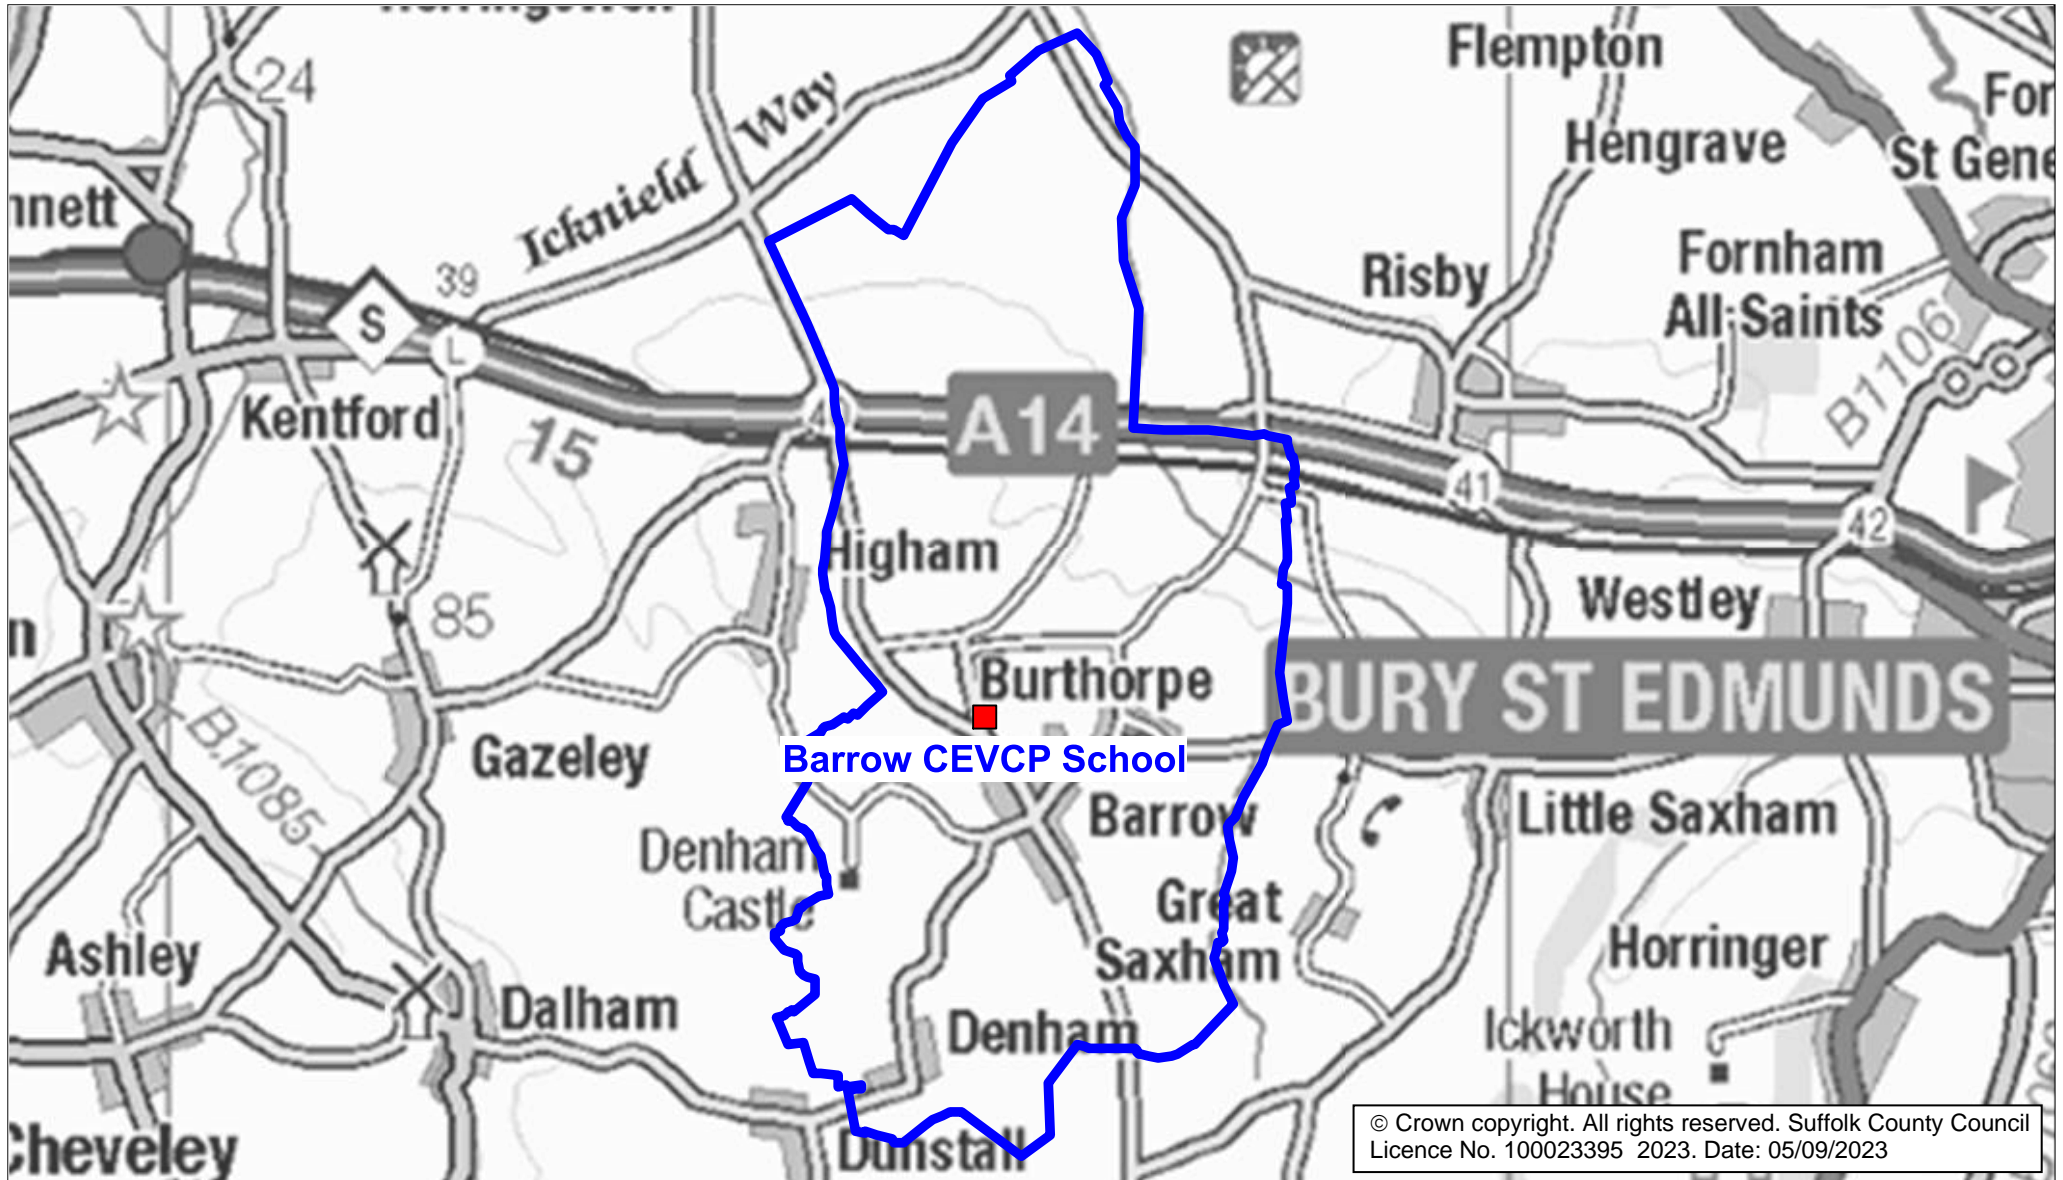 Flempton
24
For
Way
Hengrave
St Gene
nnett
Icknield
Fornham
All Saints
39
Risby
S
L
B1106
Kentford
15
4
A14
41
42
Higham
Westley
85
n
Burthorpe
BURY ST EDMUNDS
B1085
Gazeley
Barrow CEVCP School
Barrow
Little Saxham
Denham
Castle
Great
Saxham
Ashley
Horringer
Dalham
Denham
Ickworth
House
Cheveley
Dunstall
© Crown copyright. All rights reserved. Suffolk County Council
Licence No. 100023395 2023. Date: 05/09/2023